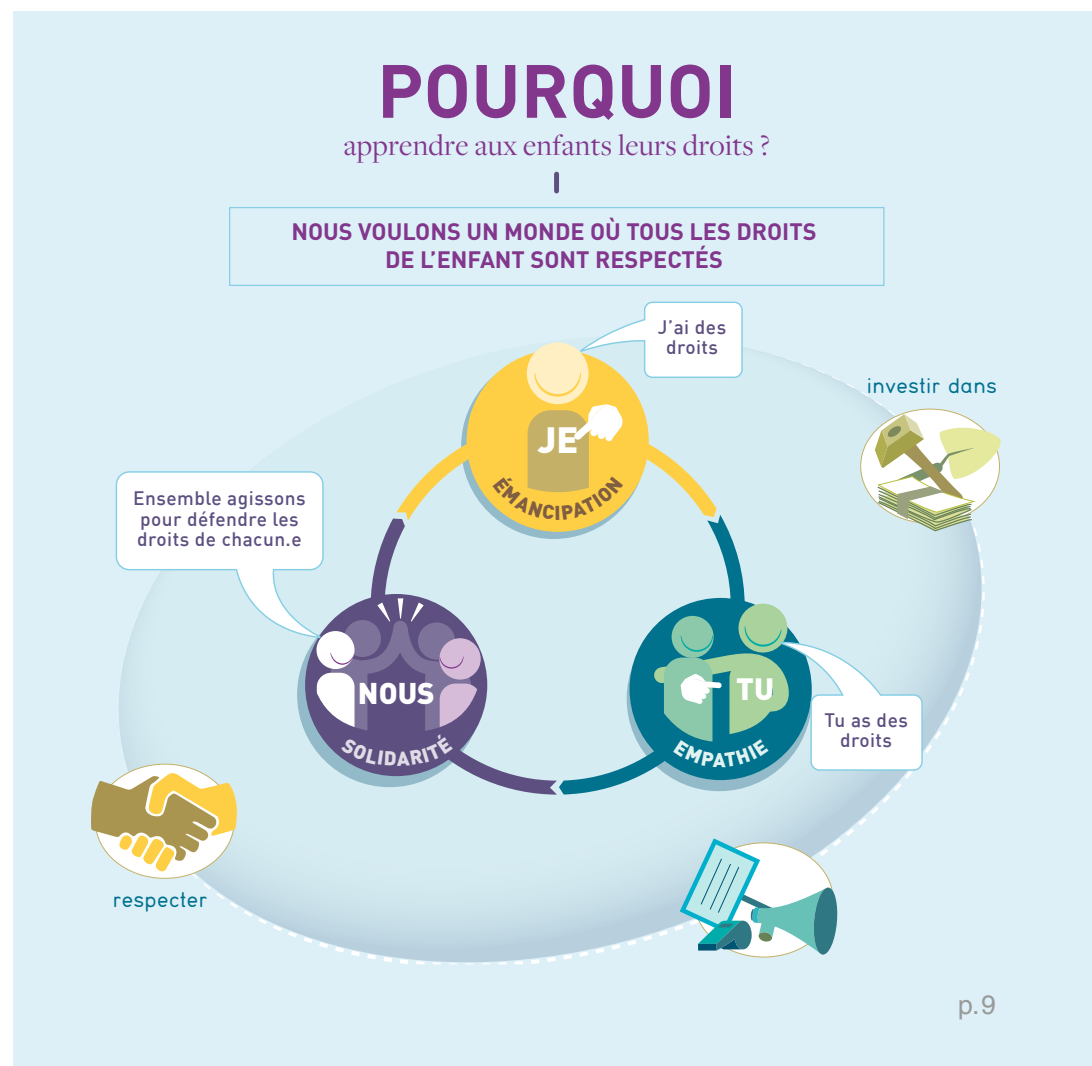 POURQUOI
apprendre aux enfants leurs droits ?
NOUS VOULONS UN MONDE OÙ TOUS LES DROITS
DE L'ENFANT SONT RESPECTÉS
J'ai des
droits
investir dans
JE
ÉMANCIPATION
Ensemble agissons
pour défendre les
droits de chacun.e
NOUS
SOLIDARITÉ
TU
EMPATHIE
Tu as des
droits
respecter
p.9